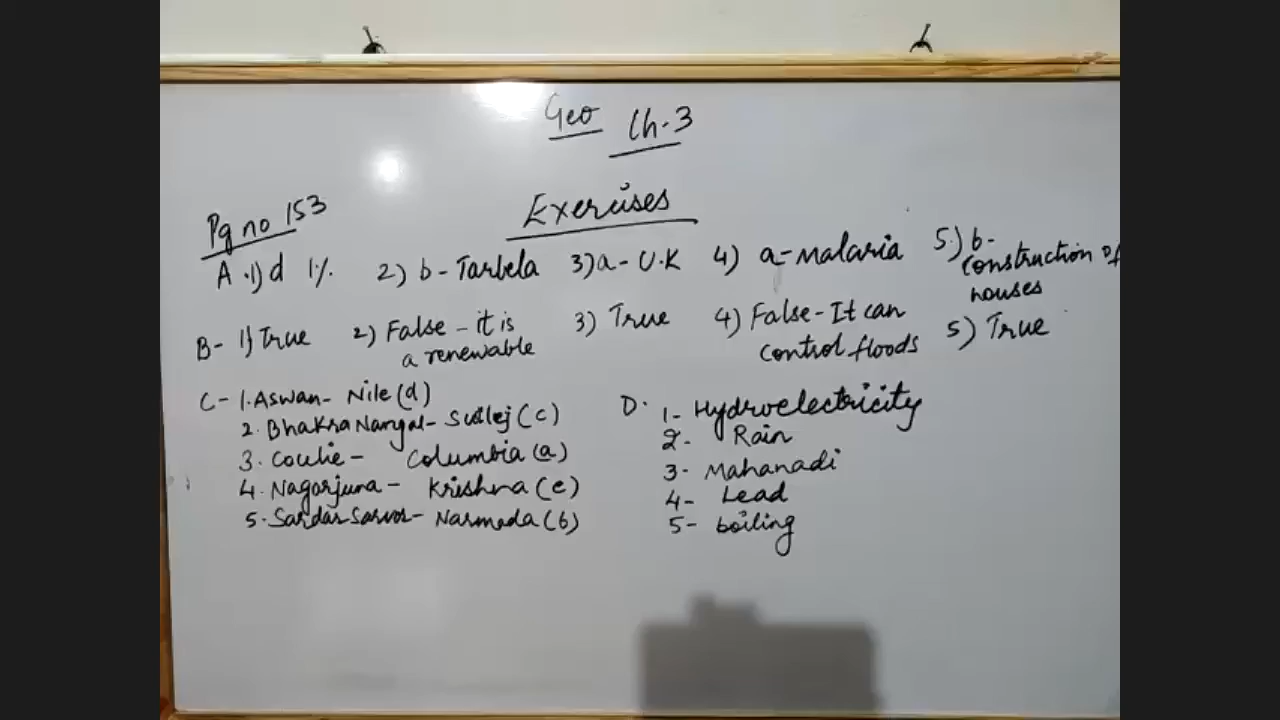 Geo Ch.3
Exercises
Pg no 153
A. 1) d 1% 2) b - Tarbela 3) a - U.K 4) a - Malaria 5.) b -
construction of
houses
B - 1) True 2) False - it is 3) True 4) False - It can 5) True
a renewable control floods
C - 1. Aswan - Nile (d)
2. Bhakra Nangal - Sutlej (c)
3. Coulie - Columbia (a)
4. Nagarjuna - Krishna (e)
5. Sardar Sarvor - Narmada (b)
D. 1 - Hydroelectricity
2. Rain
3 - Mahanadi
4 - Lead
5 - boiling